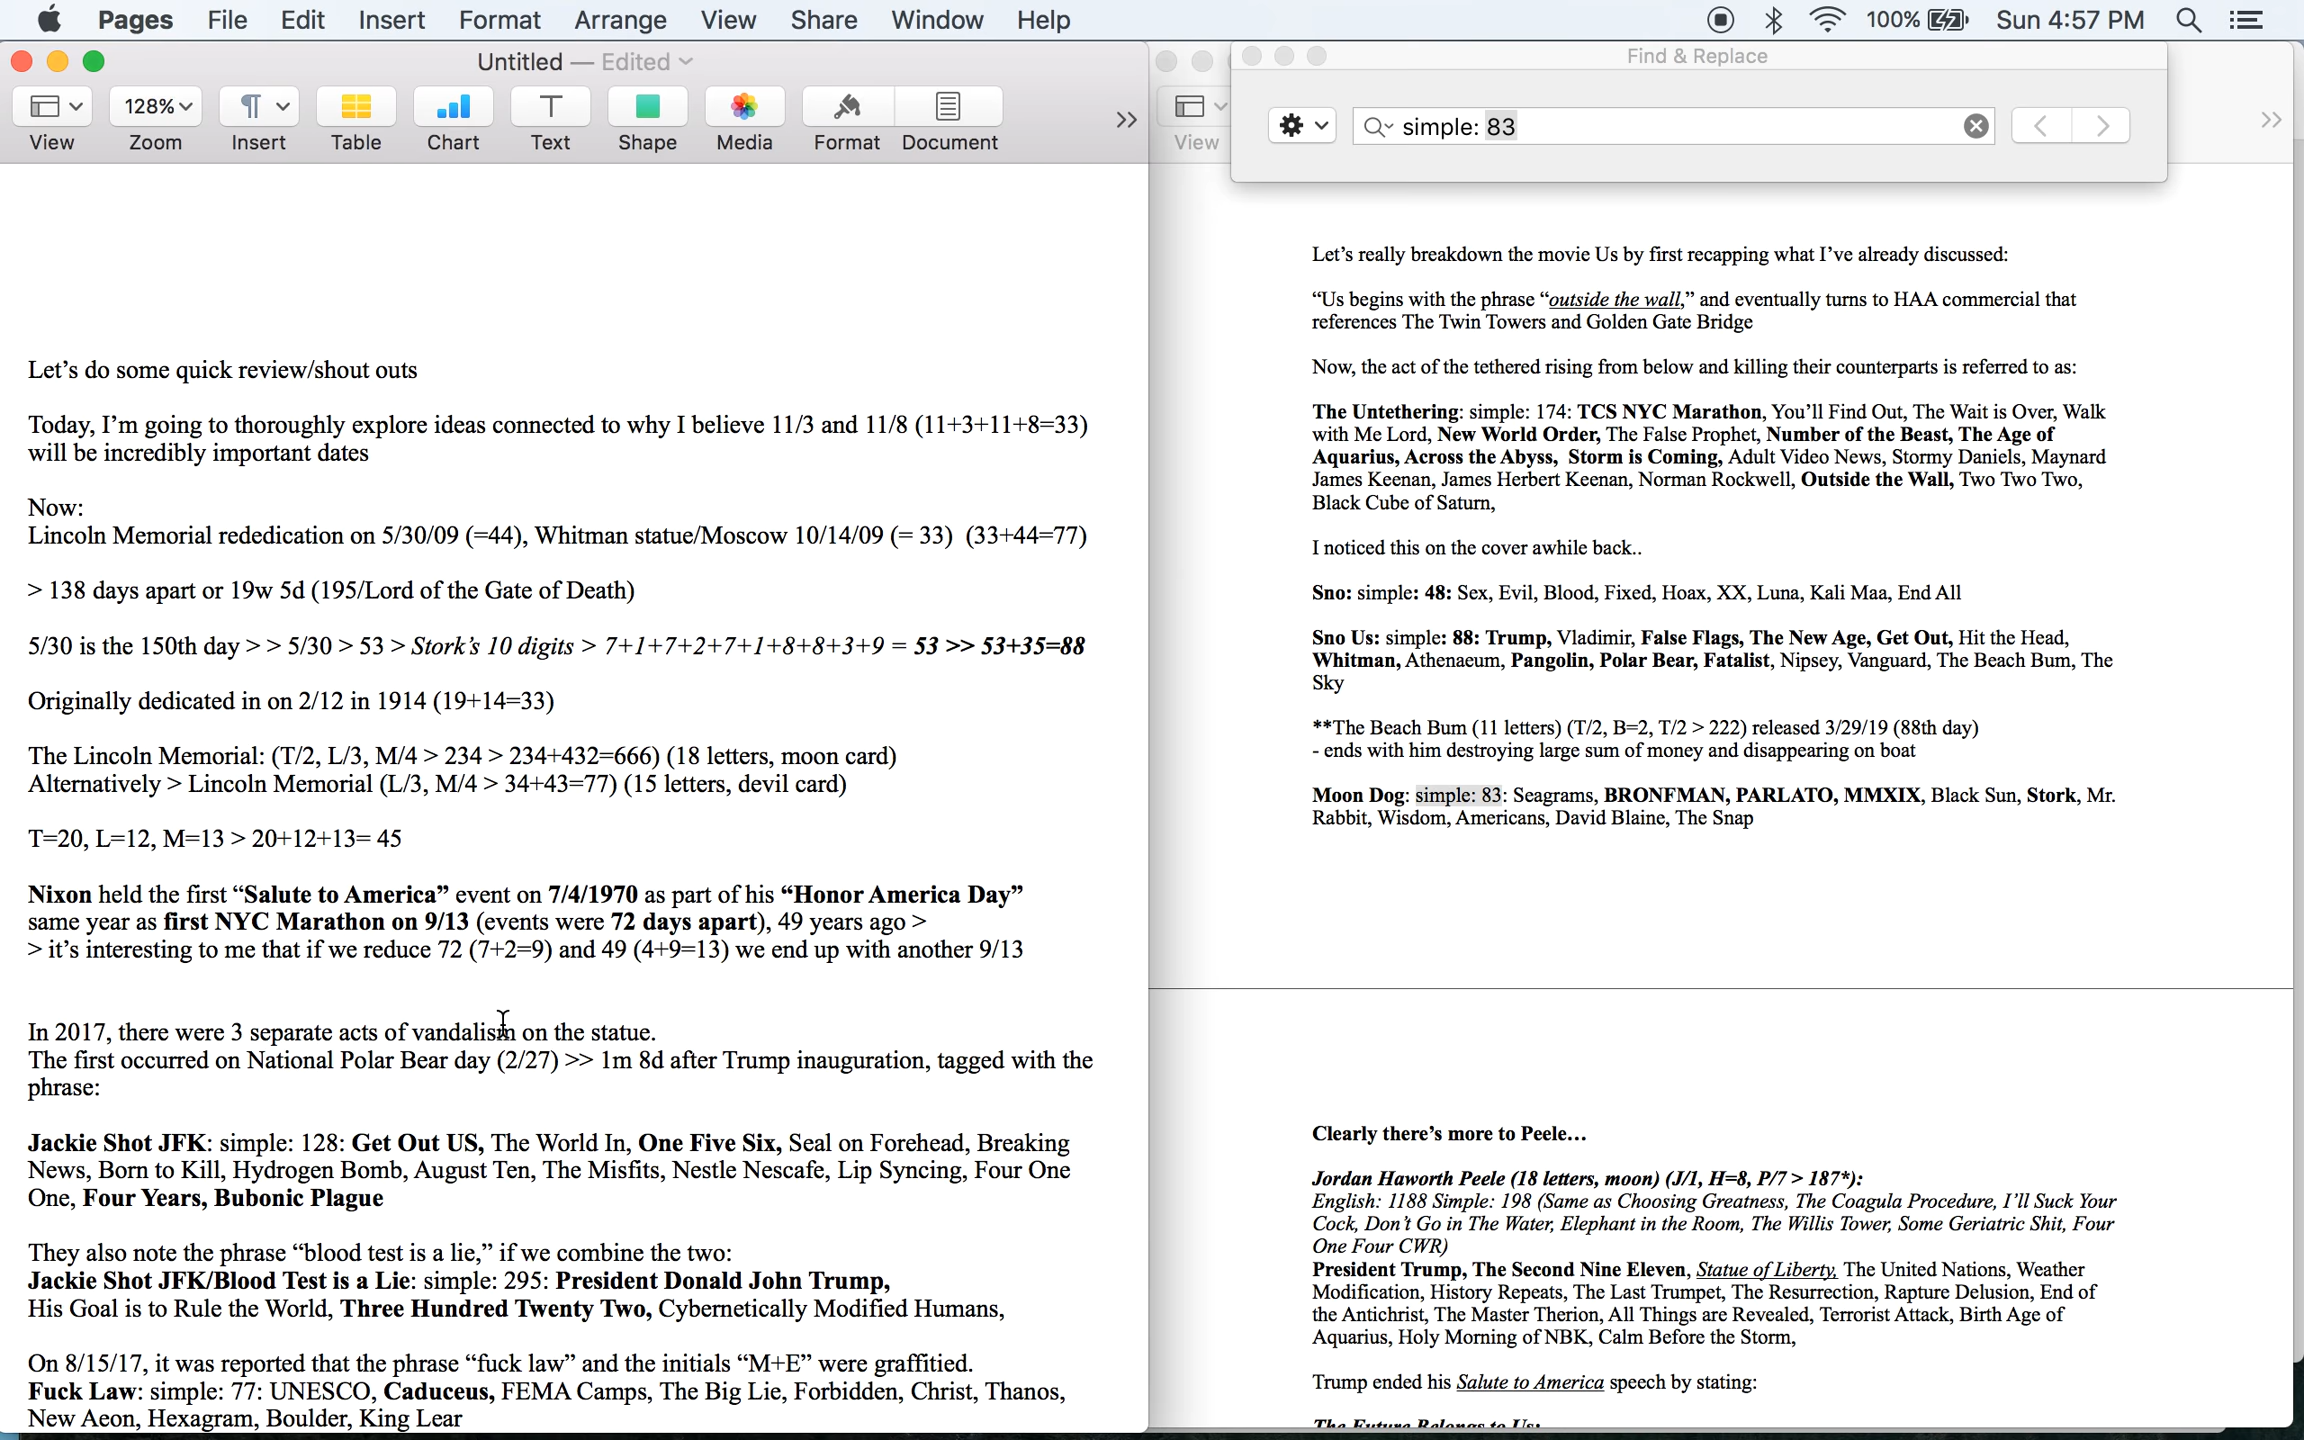 Pages File Edit Insert Format Arrange View Share Window Help 100% Sun 4:57 PM
Untitled — Edited
128%
View Zoom Insert Table Chart Text Shape Media Format Document
Let's do some quick review/shout outs
Today, I'm going to thoroughly explore ideas connected to why I believe 11/3 and 11/8 (11+3+11+8=33)
will be incredibly important dates
Now:
Lincoln Memorial rededication on 5/30/09 (=44), Whitman statue/Moscow 10/14/09 (= 33) (33+44=77)
> 138 days apart or 19w 5d (195/Lord of the Gate of Death)
5/30 is the 150th day > > 5/30 > 53 > Stork's 10 digits > 7+1+7+2+7+1+8+8+3+9 = 53 >> 53+35=88
Originally dedicated in on 2/12 in 1914 (19+14=33)
The Lincoln Memorial: (T/2, L/3, M/4 > 234 > 234+432=666) (18 letters, moon card)
Alternatively > Lincoln Memorial (L/3, M/4 > 34+43=77) (15 letters, devil card)
T=20, L=12, M=13 > 20+12+13= 45
Nixon held the first “Salute to America” event on 7/4/1970 as part of his “Honor America Day”
same year as first NYC Marathon on 9/13 (events were 72 days apart), 49 years ago >
> it's interesting to me that if we reduce 72 (7+2=9) and 49 (4+9=13) we end up with another 9/13
In 2017, there were 3 separate acts of vandalism on the statue.
The first occurred on National Polar Bear day (2/27) >> 1m 8d after Trump inauguration, tagged with the
phrase:
Jackie Shot JFK: simple: 128: Get Out US, The World In, One Five Six, Seal on Forehead, Breaking
News, Born to Kill, Hydrogen Bomb, August Ten, The Misfits, Nestle Nescafe, Lip Syncing, Four One
One, Four Years, Bubonic Plague
They also note the phrase “blood test is a lie,” if we combine the two:
Jackie Shot JFK/Blood Test is a Lie: simple: 295: President Donald John Trump,
His Goal is to Rule the World, Three Hundred Twenty Two, Cybernetically Modified Humans,
On 8/15/17, it was reported that the phrase “fuck law” and the initials “M+E” were graffitied.
Fuck Law: simple: 77: UNESCO, Caduceus, FEMA Camps, The Big Lie, Forbidden, Christ, Thanos,
New Aeon, Hexagram, Boulder, King Lear
Find & Replace
simple: 83
View
Let's really breakdown the movie Us by first recapping what I've already discussed:
“Us begins with the phrase “outside the wall,” and eventually turns to HAA commercial that
references The Twin Towers and Golden Gate Bridge
Now, the act of the tethered rising from below and killing their counterparts is referred to as:
The Untethering: simple: 174: TCS NYC Marathon, You'll Find Out, The Wait is Over, Walk
with Me Lord, New World Order, The False Prophet, Number of the Beast, The Age of
Aquarius, Across the Abyss, Storm is Coming, Adult Video News, Stormy Daniels, Maynard
James Keenan, James Herbert Keenan, Norman Rockwell, Outside the Wall, Two Two Two,
Black Cube of Saturn,
I noticed this on the cover awhile back..
Sno: simple: 48: Sex, Evil, Blood, Fixed, Hoax, XX, Luna, Kali Maa, End All
Sno Us: simple: 88: Trump, Vladimir, False Flags, The New Age, Get Out, Hit the Head,
Whitman, Athenaeum, Pangolin, Polar Bear, Fatalist, Nipsey, Vanguard, The Beach Bum, The
Sky
**The Beach Bum (11 letters) (T/2, B=2, T/2 > 222) released 3/29/19 (88th day)
- ends with him destroying large sum of money and disappearing on boat
Moon Dog: simple: 83: Seagrams, BRONFMAN, PARLATO, MMXIX, Black Sun, Stork, Mr.
Rabbit, Wisdom, Americans, David Blaine, The Snap
Clearly there's more to Peele…
Jordan Haworth Peele (18 letters, moon) (J/1, H=8, P/7 > 187*):
English: 1188 Simple: 198 (Same as Choosing Greatness, The Coagula Procedure, I'll Suck Your
Cock, Don't Go in The Water, Elephant in the Room, The Willis Tower, Some Geriatric Shit, Four
One Four CWR)
President Trump, The Second Nine Eleven, Statue of Liberty, The United Nations, Weather
Modification, History Repeats, The Last Trumpet, The Resurrection, Rapture Delusion, End of
the Antichrist, The Master Therion, All Things are Revealed, Terrorist Attack, Birth Age of
Aquarius, Holy Morning of NBK, Calm Before the Storm,
Trump ended his Salute to America speech by stating:
The Future Belongs to Us: